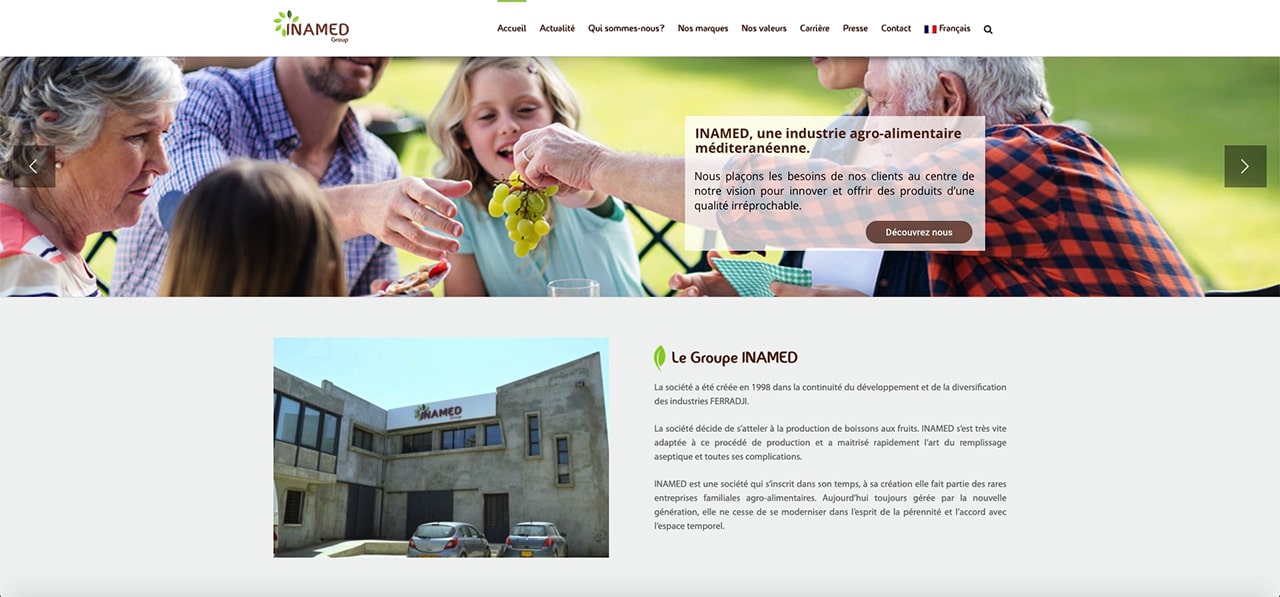 INAMED
Group
Accueil Actualité Qui sommes-nous? Nos marques Nos valeurs Carrière Presse Contact Français
INAMED, une industrie agro-alimentaire
méditeranéenne.
Nous plaçons les besoins de nos clients au centre de
notre vision pour innover et offrir des produits d'une
qualité irréprochable.
Découvrez nous
INAMED
Le Groupe INAMED
La société a été créée en 1998 dans la continuité du développement et de la diversification
des industries FERRADJI.
La société décide de s'atteler à la production de boissons aux fruits. INAMED s'est très vite
adaptée à ce procédé de production et a maitrisé rapidement l'art du remplissage
aseptique et toutes ses complications.
INAMED est une société qui s'inscrit dans son temps, à sa création elle fait partie des rares
entreprises familiales agro-alimentaires. Aujourd'hui toujours gérée par la nouvelle
génération, elle ne cesse de se moderniser dans l'esprit de la pérennité et l'accord avec
l'espace temporel.